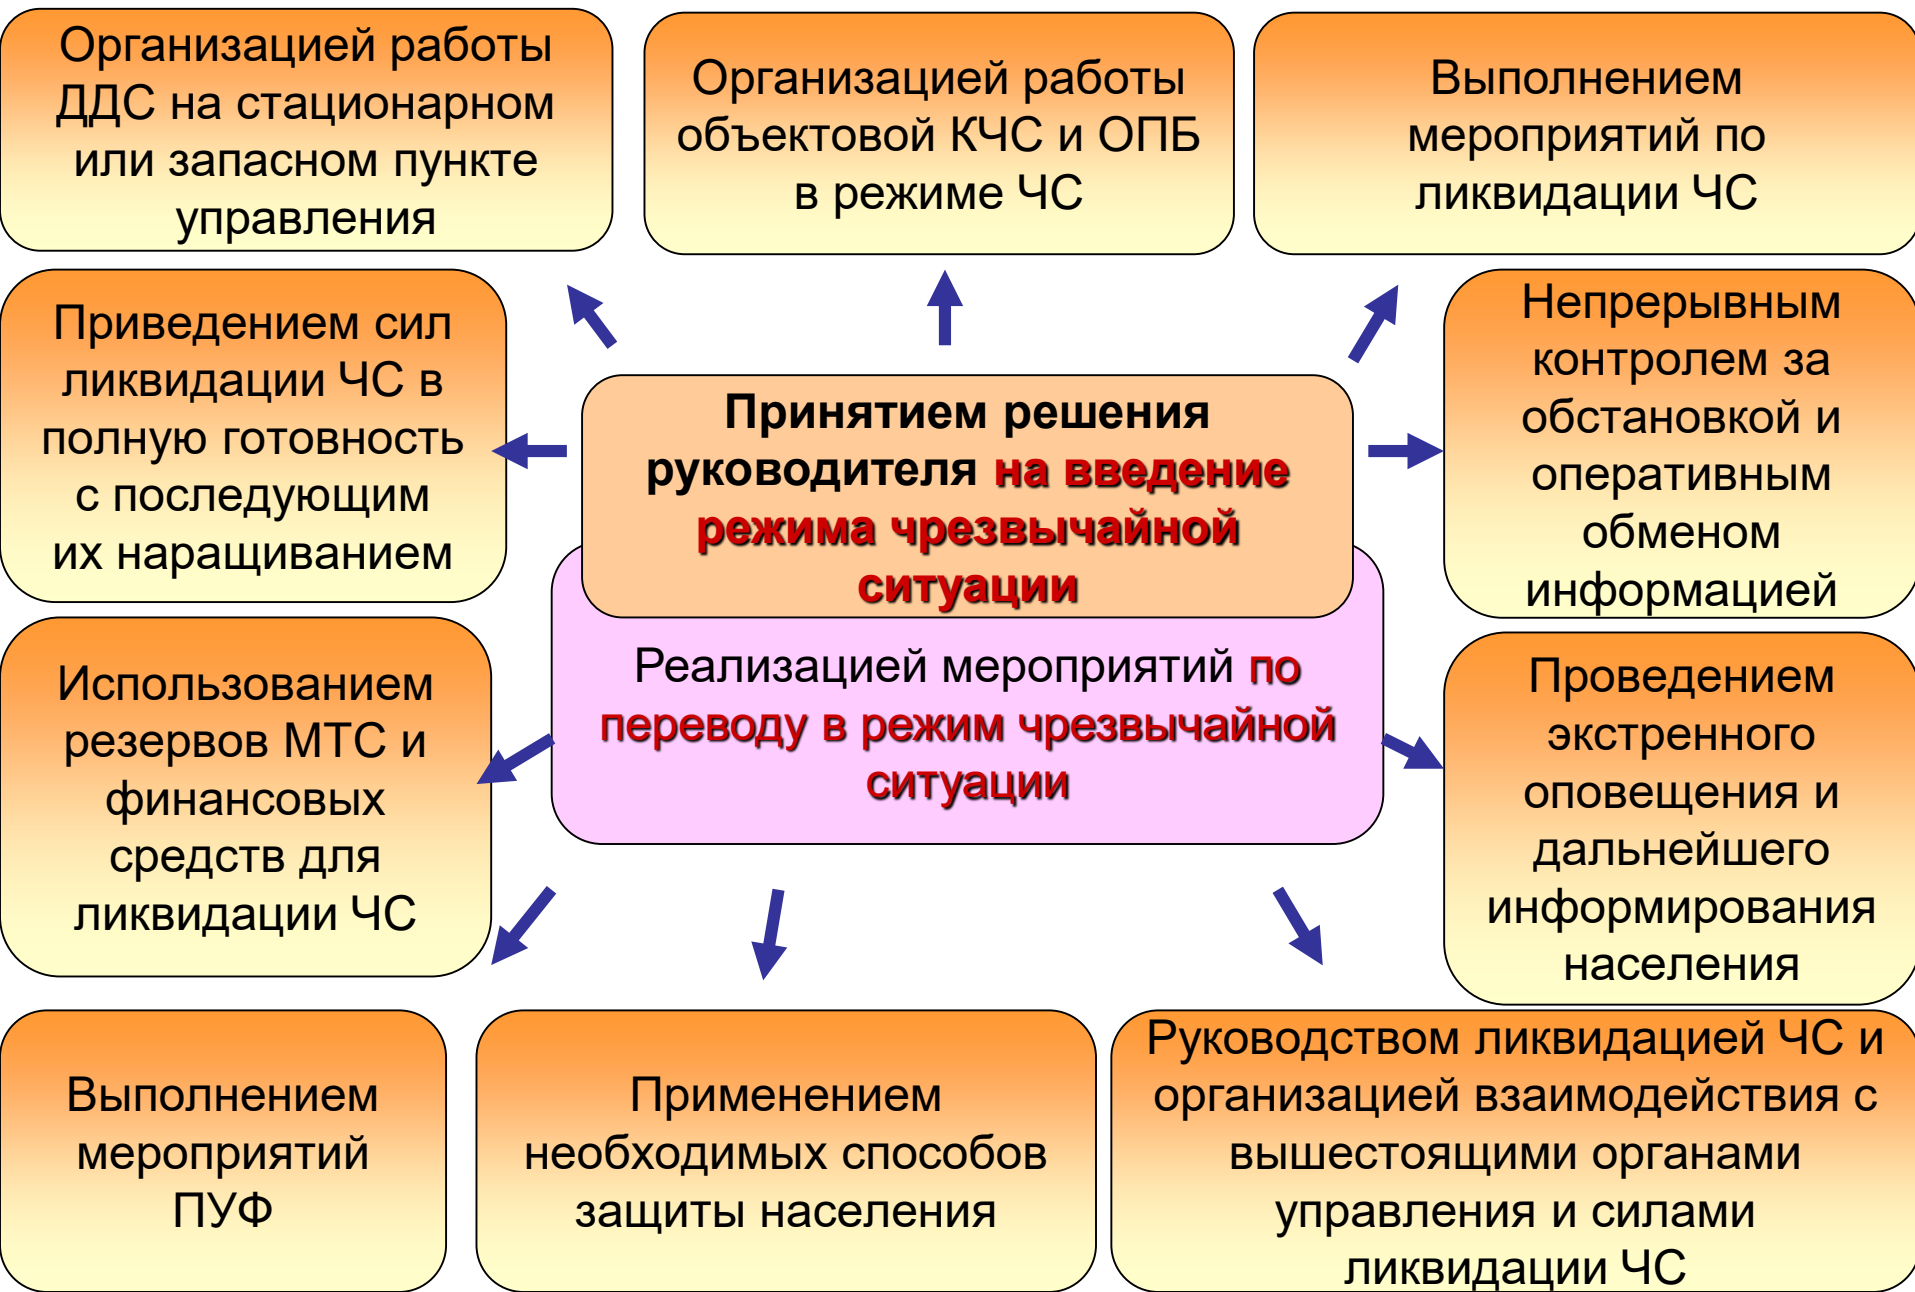 Организацией работы
ДДС на стационарном
или запасном пункте
управления
Организацией работы
объектовой КЧС и ОПБ
в режиме ЧС
Выполнением
мероприятий по
ликвидации ЧС
Приведением сил
ликвидации ЧС в
полную готовность
с последующим
их наращиванием
Принятием решения
руководителя на введение
режима чрезвычайной
ситуации
Непрерывным
контролем за
обстановкой и
оперативным
обменом
информацией
Использованием
резервов МТС и
финансовых
средств для
ликвидации ЧС
Реализацией мероприятий по
переводу в режим чрезвычайной
ситуации
Проведением
экстренного
оповещения и
дальнейшего
информирования
населения
Выполнением
мероприятий
ПУФ
Применением
необходимых способов
защиты населения
Руководством ликвидацией ЧС и
организацией взаимодействия с
вышестоящими органами
управления и силами
ликвидации ЧС